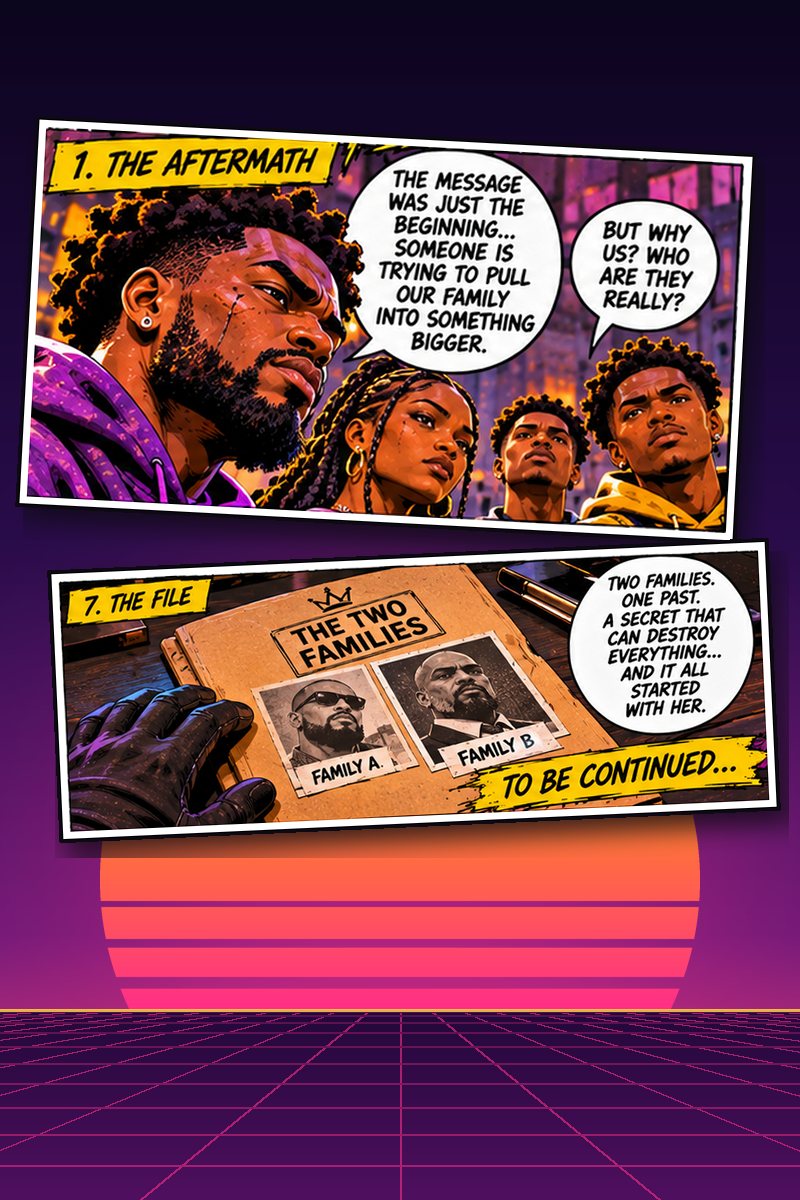 1. THE AFTERMATH
THE MESSAGE
WAS JUST THE
BEGINNING...
SOMEONE IS
TRYING TO PULL
OUR FAMILY
INTO SOMETHING
BIGGER.
BUT WHY
US? WHO
ARE THEY
REALLY?
7. THE FILE
THE TWO
FAMILIES
FAMILY A.
FAMILY B
TWO FAMILIES.
ONE PAST.
A SECRET THAT
CAN DESTROY
EVERYTHING...
AND IT ALL
STARTED
WITH HER.
TO BE CONTINUED...